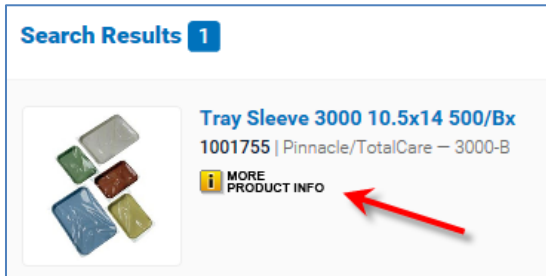 Search Results 1
Tray Sleeve 3000 10.5x14 500/Bx
1001755 | Pinnacle/TotalCare — 3000-B
i MORE
PRODUCT INFO